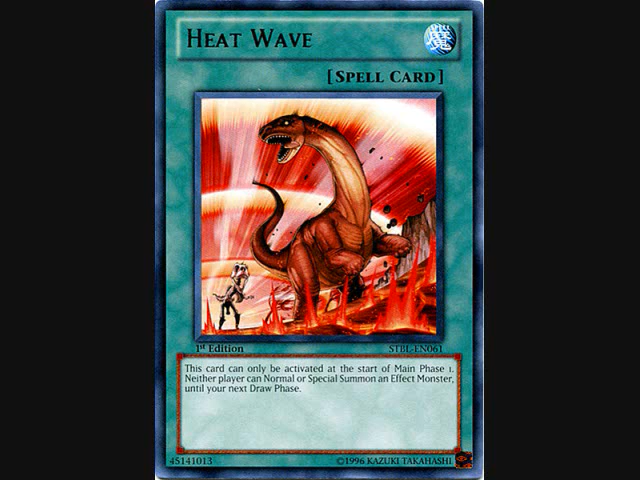 HEAT WAVE
魔
[SPELL CARD]
1st Edition
STBL-EN061
This card can only be activated at the start of Main Phase 1.
Neither player can Normal or Special Summon an Effect Monster,
until your next Draw Phase.
45141013
©1996 KAZUKI TAKAHASHI